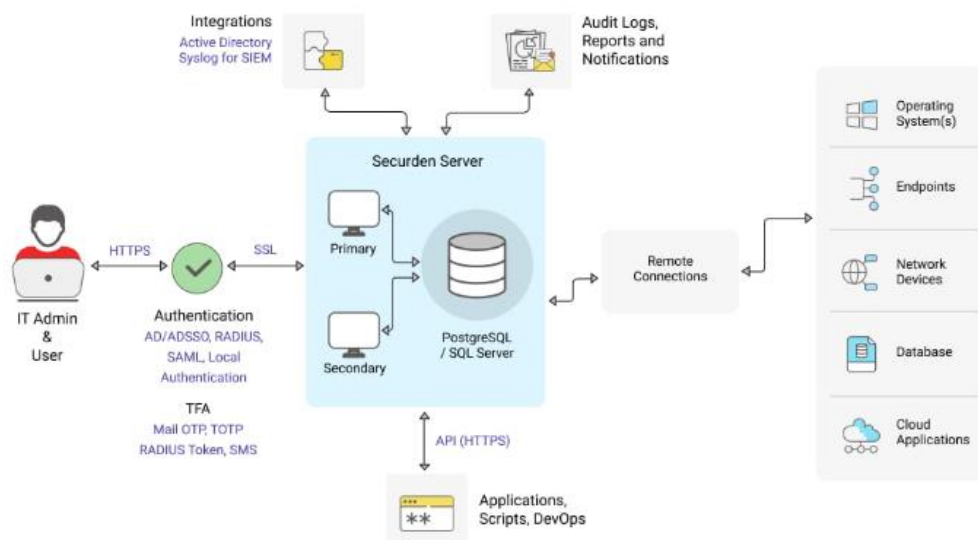 Integrations
Active Directory
Syslog for SIEM
Audit Logs,
Reports and
Notifications
Securden Server
Primary
Secondary
PostgreSQL
/ SQL Server
HTTPS
SSL
IT Admin
&
User
Authentication
AD/ADSSO, RADIUS,
SAML, Local
Authentication
TFA
Mail OTP, TOTP
RADIUS Token, SMS
API (HTTPS)
**
Applications,
Scripts, DevOps
Remote
Connections
Operating
System(s)
Endpoints
Network
Devices
Database
Cloud
Applications